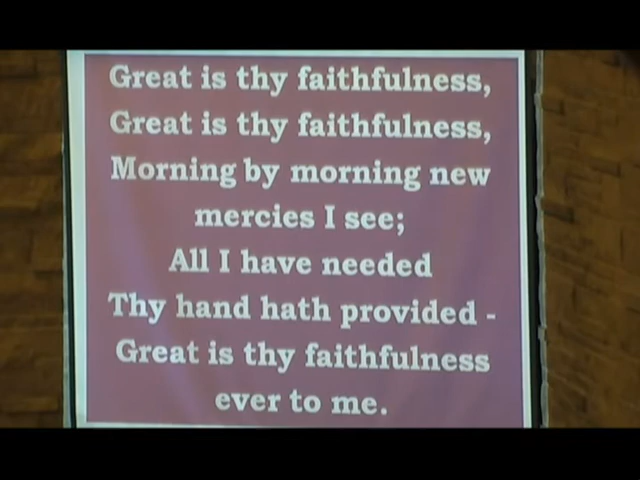 Great is thy faithfulness,
Great is thy faithfulness,
Morning by morning new
mercies I see;
All I have needed
Thy hand hath provided -
Great is thy faithfulness
ever to me.